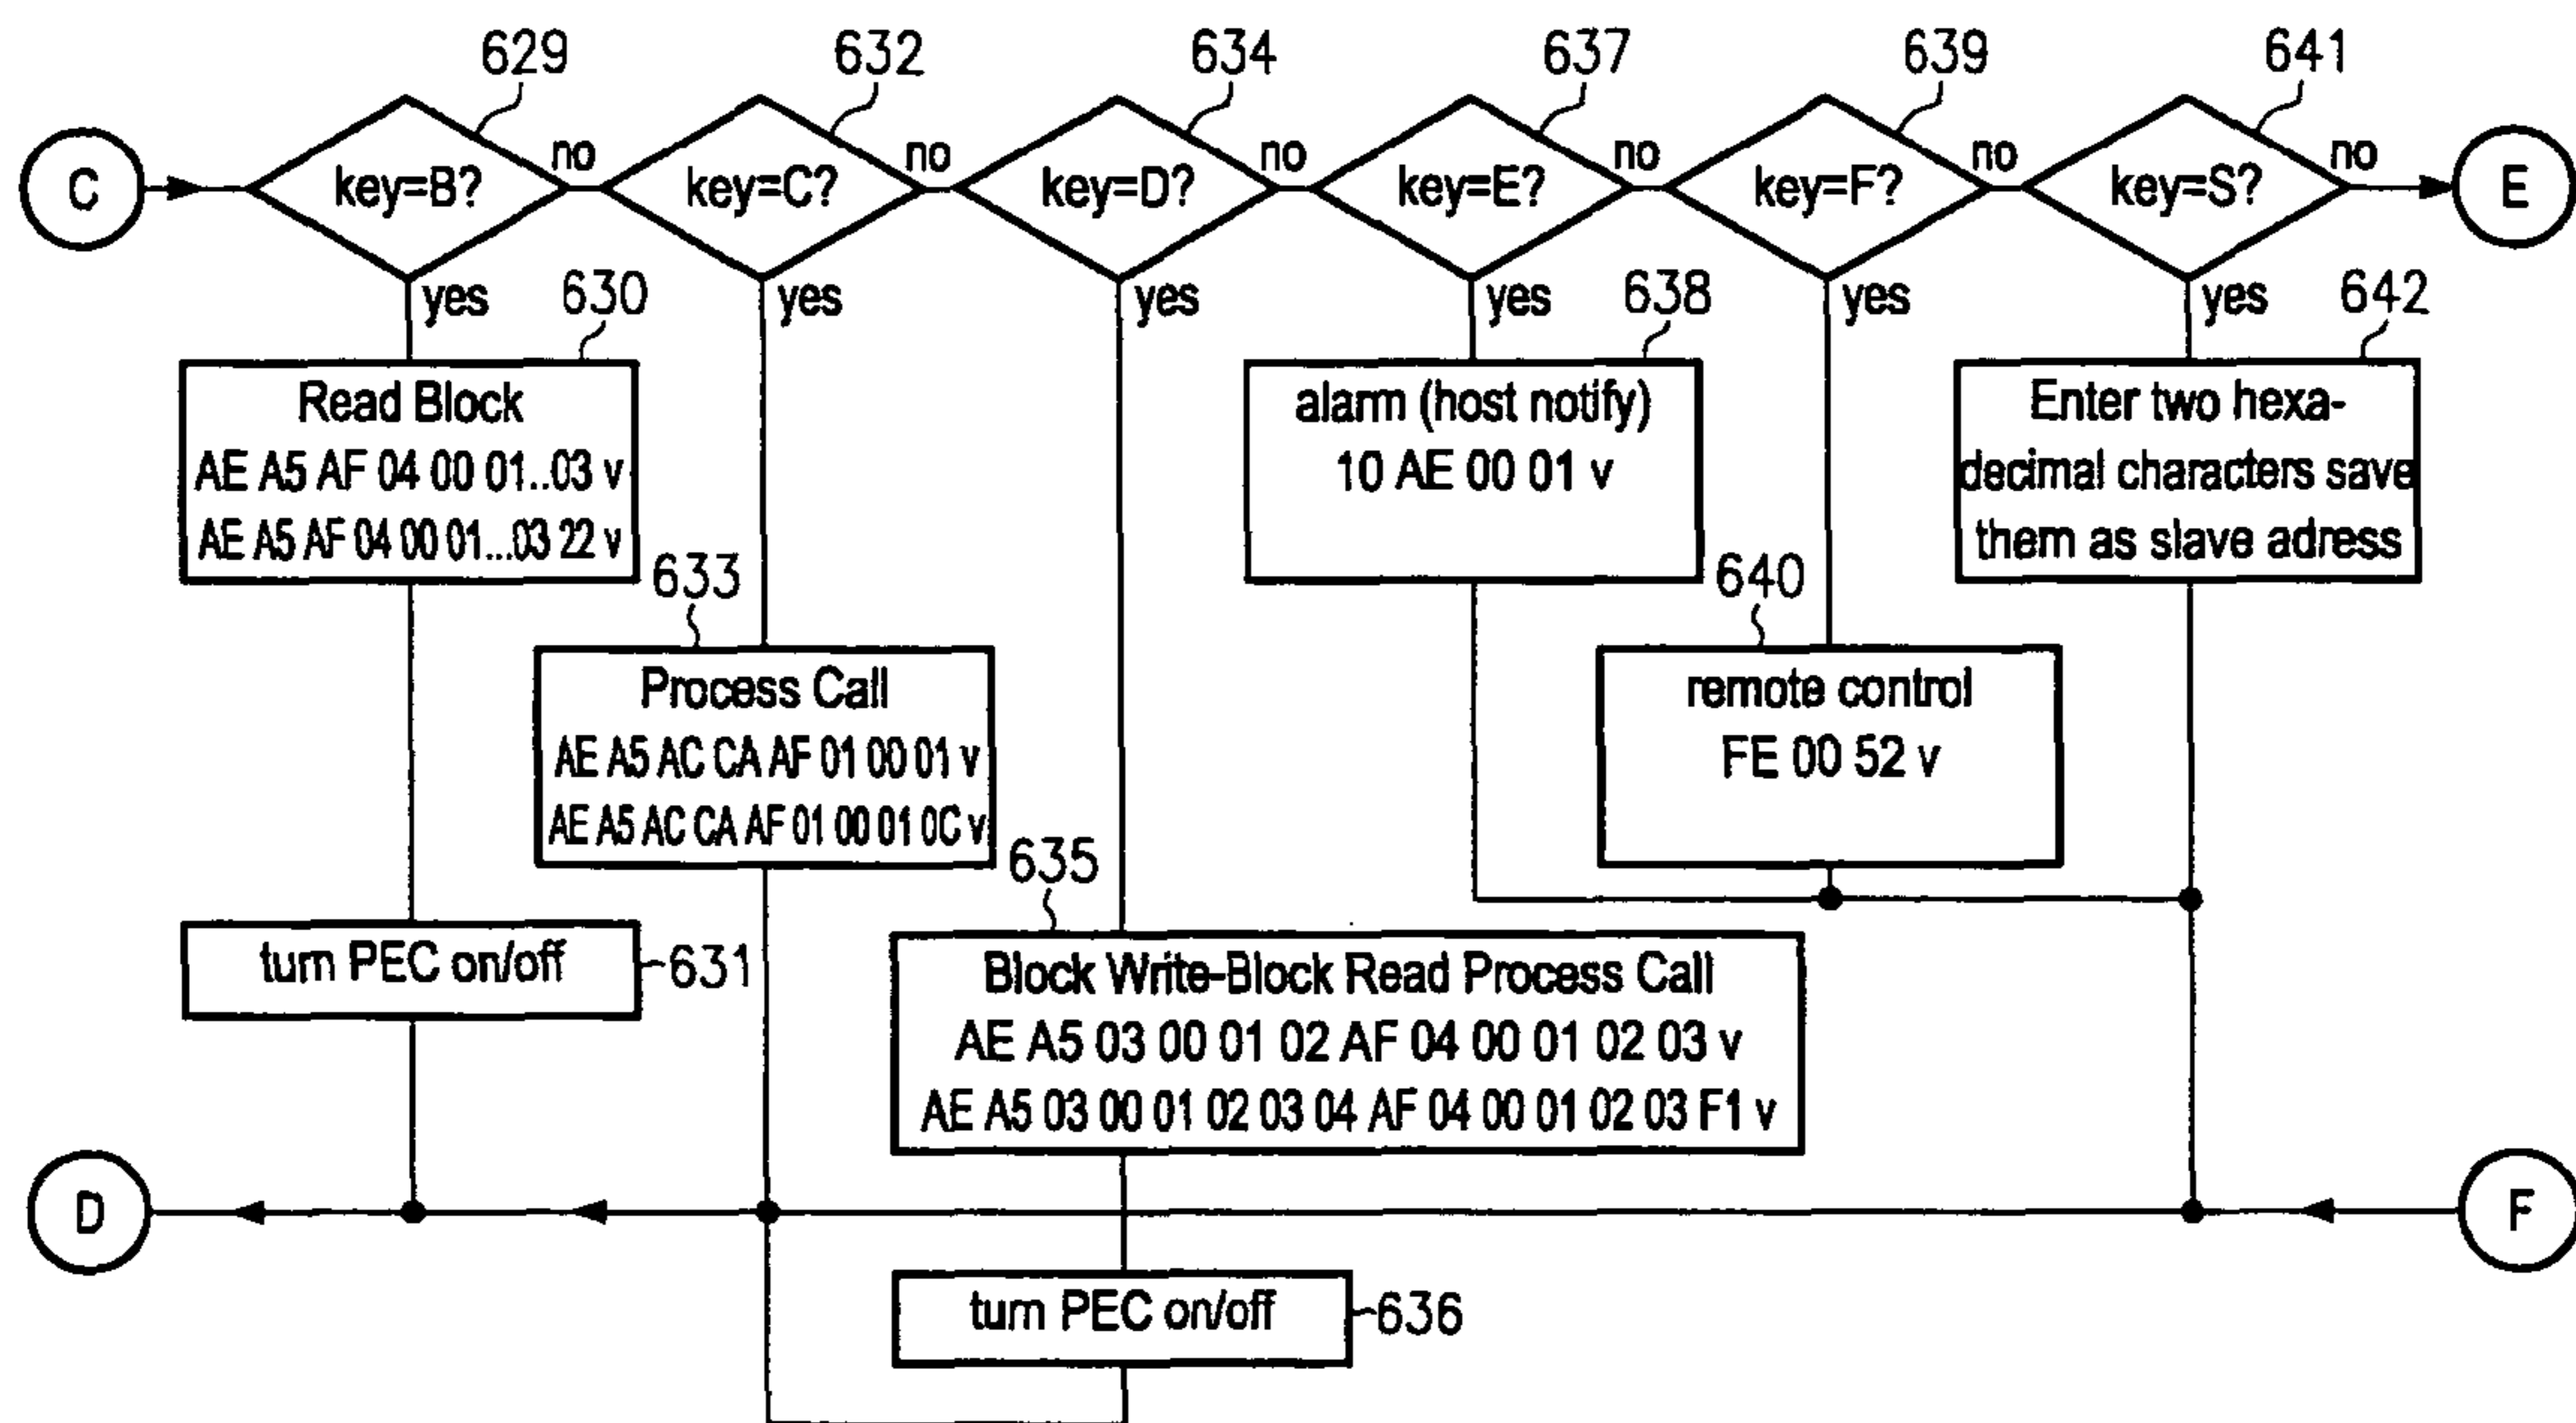 629
632
634
637
639
641
C
key=B?
no
key=C?
no
key=D?
no
key=E?
no
key=F?
no
key=S?
no
E
yes
yes
yes
yes
yes
yes
630
Read Block
AE A5 AF 04 00 01..03 v
AE A5 AF 04 00 01...03 22 v
638
alarm (host notify)
10 AE 00 01 v
642
Enter two hexa-
decimal characters save
them as slave adress
633
Process Call
AE A5 AC CA AF 01 00 01 v
AE A5 AC CA AF 01 00 01 0C v
640
remote control
FE 00 52 v
turn PEC on/off
631
635
Block Write-Block Read Process Call
AE A5 03 00 01 02 AF 04 00 01 02 03 v
AE A5 03 00 01 02 03 04 AF 04 00 01 02 03 F1 v
D
F
turn PEC on/off
636